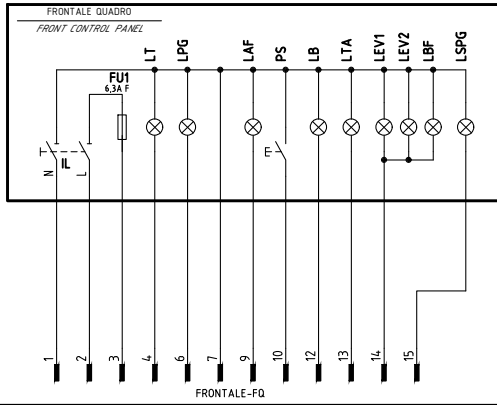 FRONTALE QUADRO
FRONT CONTROL PANEL
LT LPG LAF PS LB LTA LEV1 LEV2 LBF LSPG
FU1
6,3A F
IL
N L
1 2 3 4 6 7 9 10 12 13 14 15
FRONTALE-FQ